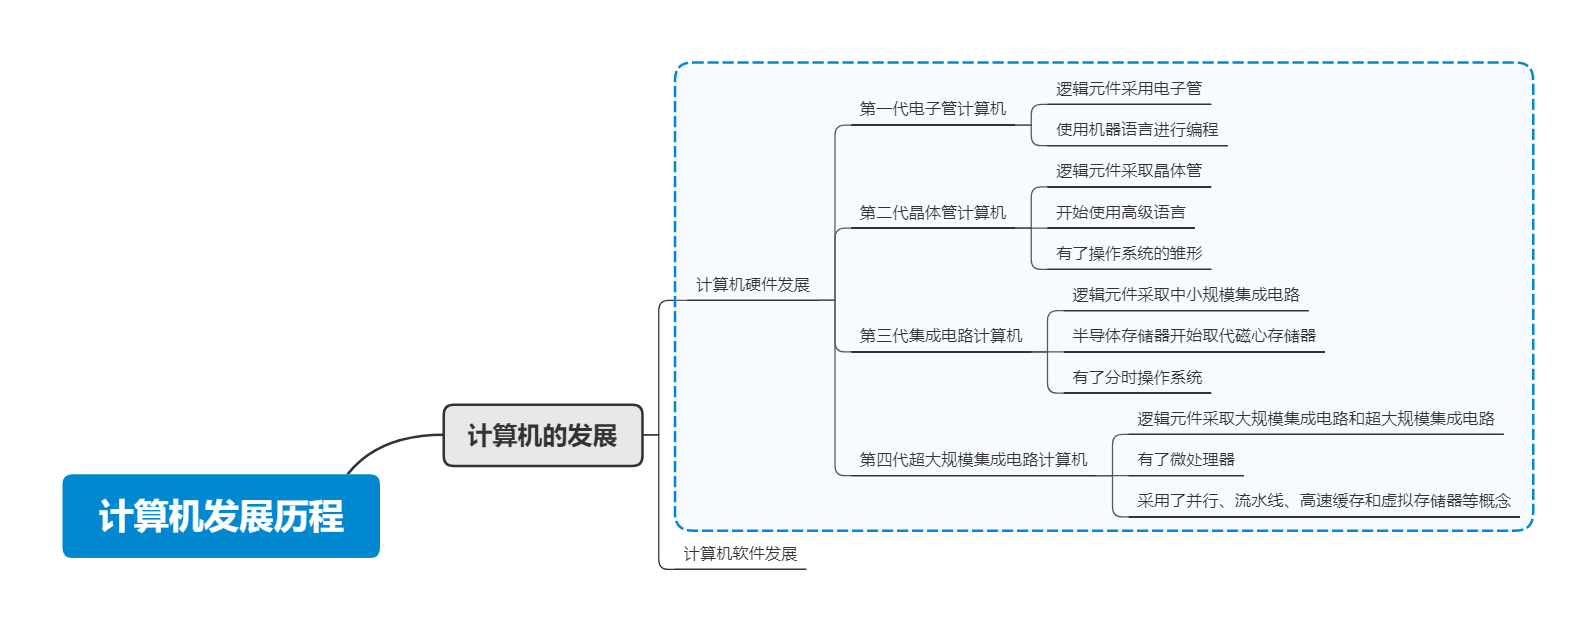 计算机发展历程
计算机的发展
计算机硬件发展
第一代电子管计算机
逻辑元件采用电子管
使用机器语言进行编程
第二代晶体管计算机
逻辑元件采取晶体管
开始使用高级语言
有了操作系统的雏形
第三代集成电路计算机
逻辑元件采取中小规模集成电路
半导体存储器开始取代磁心存储器
有了分时操作系统
第四代超大规模集成电路计算机
逻辑元件采取大规模集成电路和超大规模集成电路
有了微处理器
采用了并行、流水线、高速缓存和虚拟存储器等概念
计算机软件发展